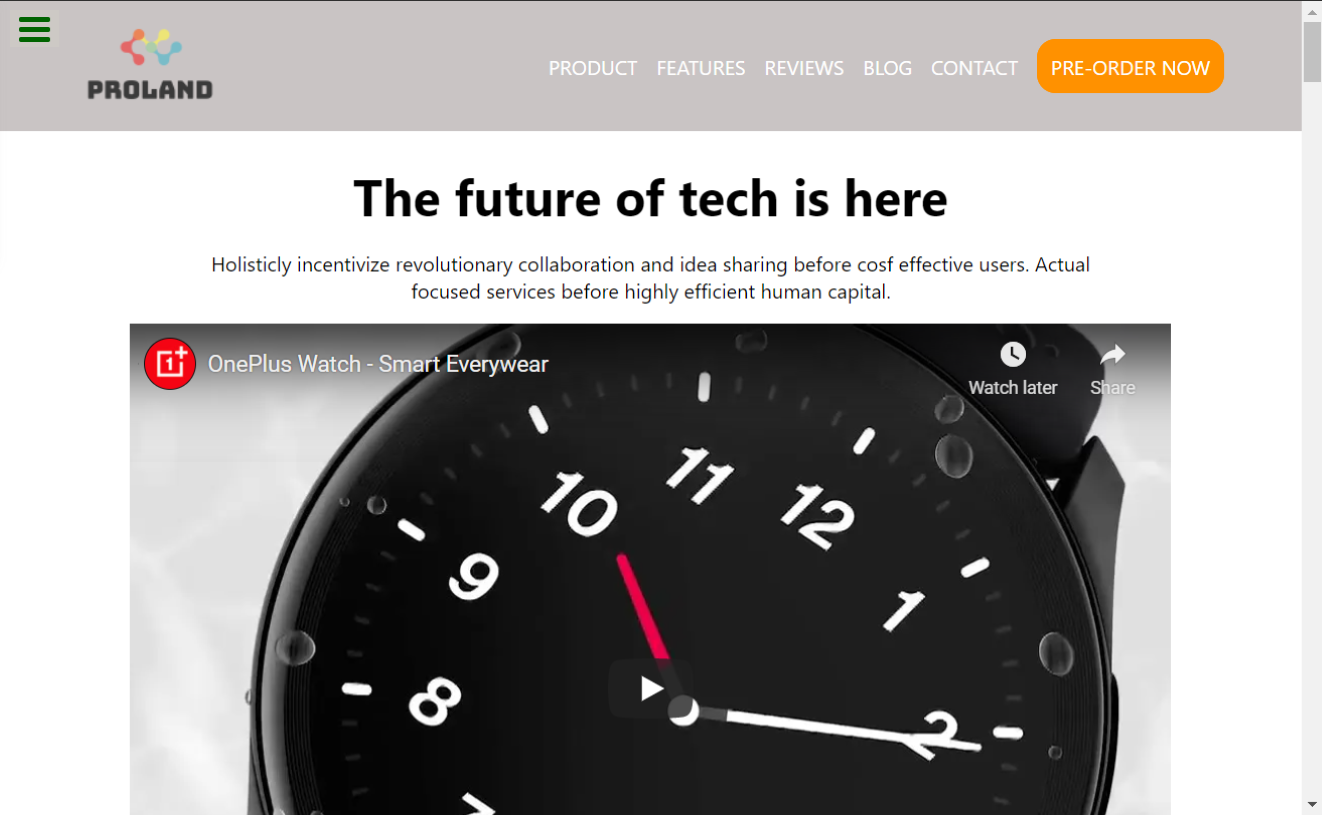 PROLAND
PRODUCT FEATURES REVIEWS BLOG CONTACT PRE-ORDER NOW
The future of tech is here
Holisticly incentivize revolutionary collaboration and idea sharing before cosf effective users. Actual
focused services before highly efficient human capital.
OnePlus Watch - Smart Everywear
Watch later Share
10 11 12
9 1
8 2
7